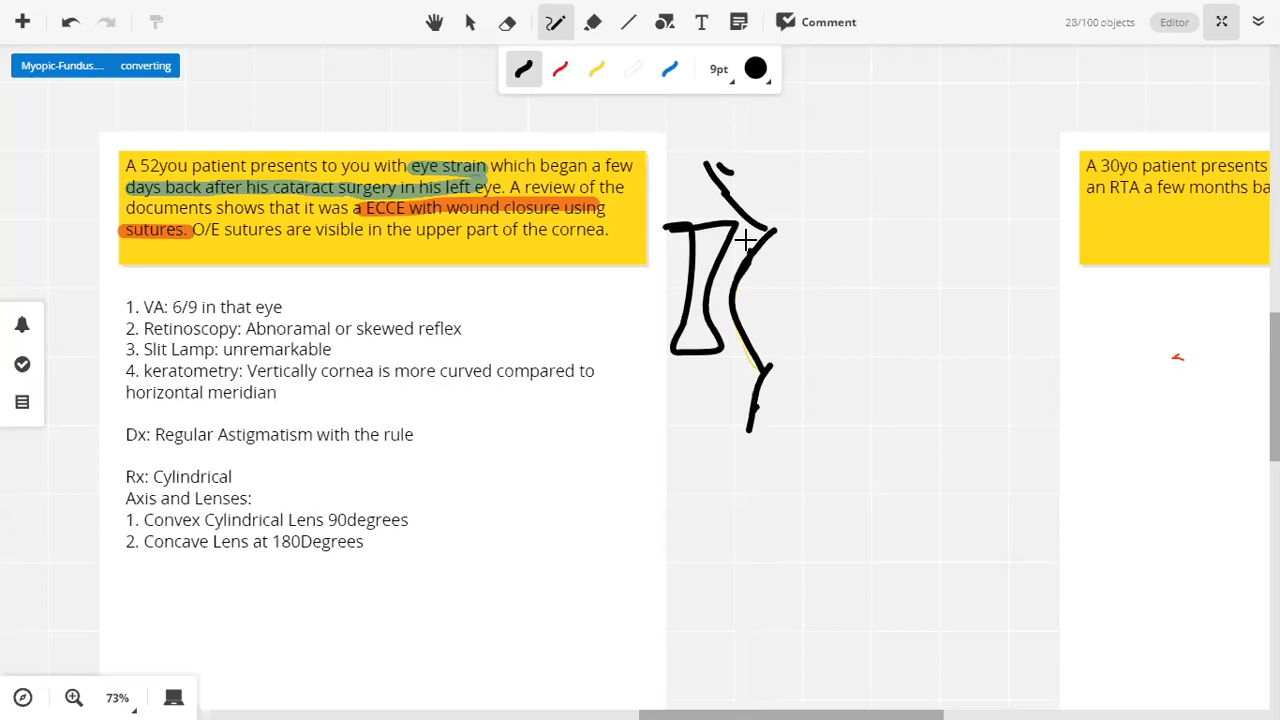 Comment
28/100 objects
Editor
Myopic-Fundus.... converting
9pt
A 52you patient presents to you with eye strain which began a few
days back after his cataract surgery in his left eye. A review of the
documents shows that it was a ECCE with wound closure using
sutures. O/E sutures are visible in the upper part of the cornea.
1. VA: 6/9 in that eye
2. Retinoscopy: Abnoramal or skewed reflex
3. Slit Lamp: unremarkable
4. keratometry: Vertically cornea is more curved compared to
horizontal meridian
Dx: Regular Astigmatism with the rule
Rx: Cylindrical
Axis and Lenses:
1. Convex Cylindrical Lens 90degrees
2. Concave Lens at 180Degrees
A 30yo patient presents
an RTA a few months ba
73%